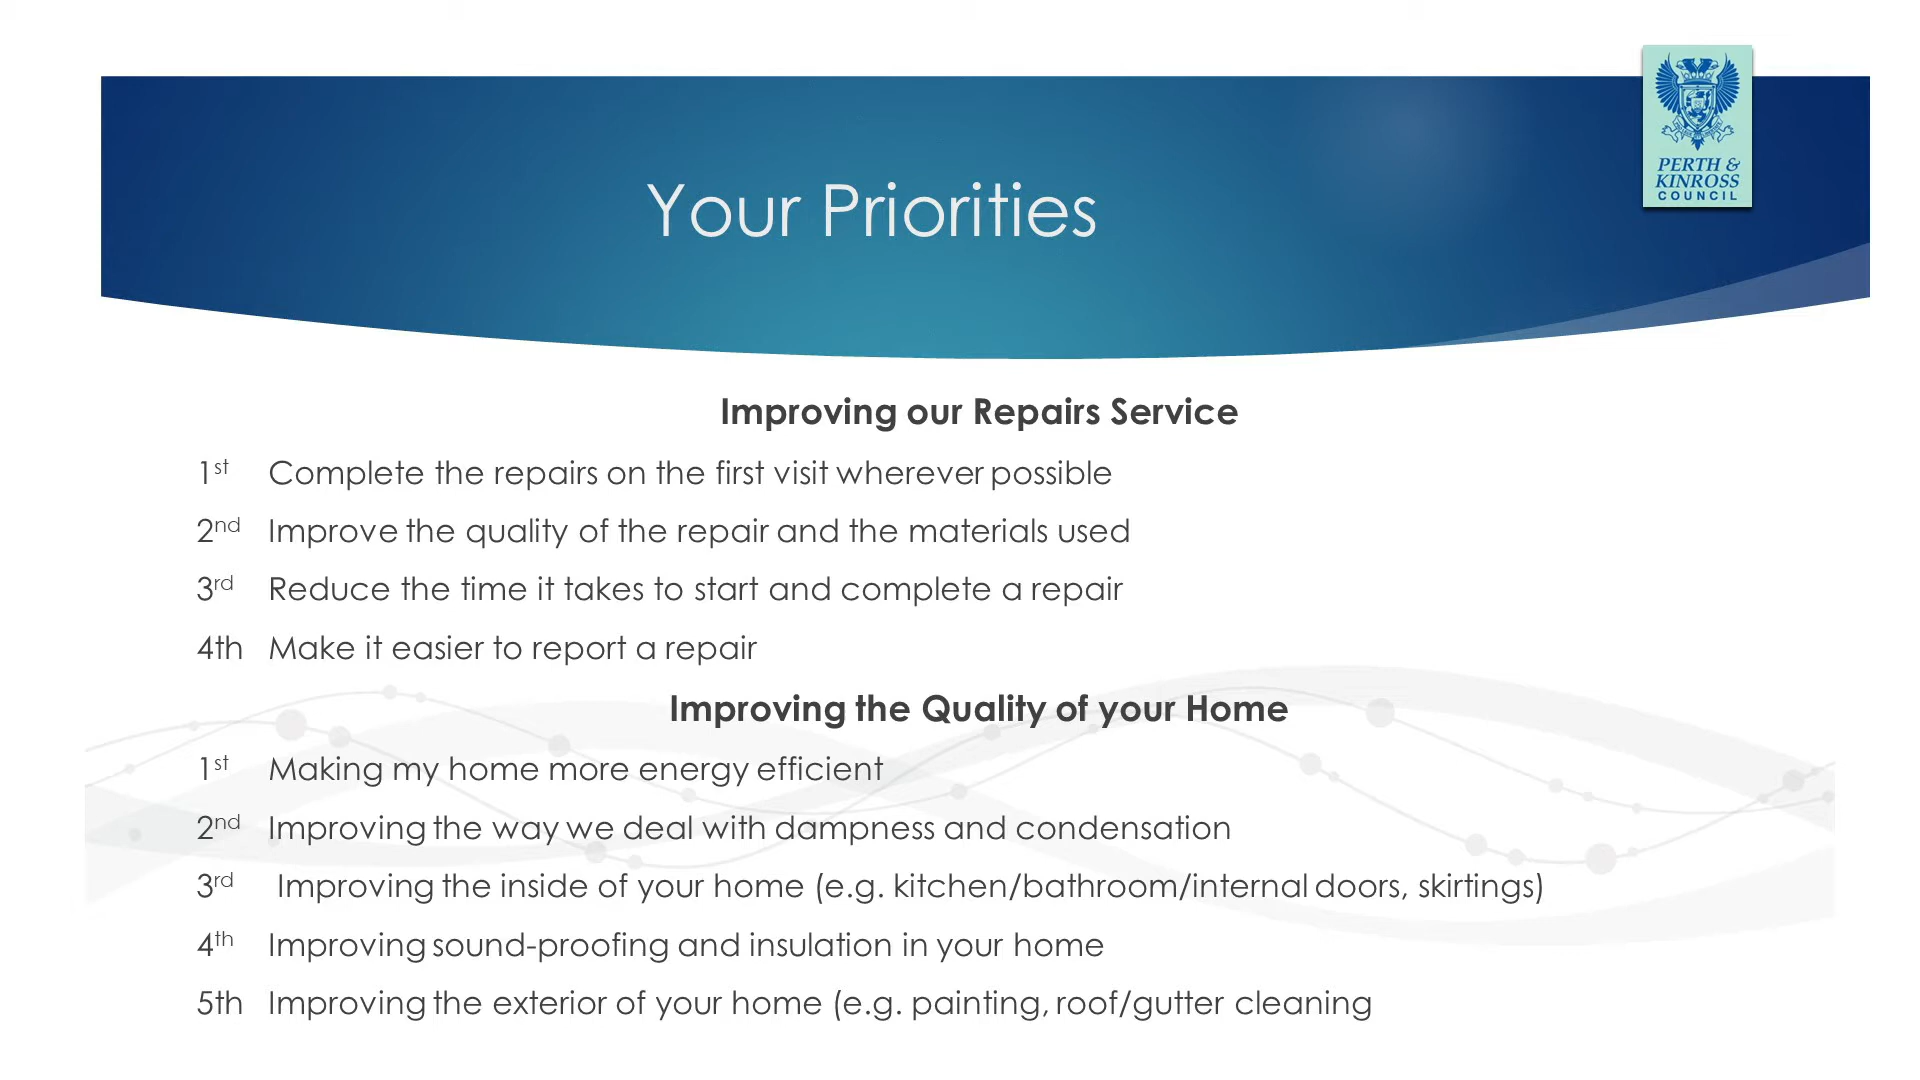 PERTH &
KINROSS
COUNCIL
Your Priorities
Improving our Repairs Service
1st Complete the repairs on the first visit wherever possible
2nd Improve the quality of the repair and the materials used
3rd Reduce the time it takes to start and complete a repair
4th Make it easier to report a repair
Improving the Quality of your Home
1st Making my home more energy efficient
2nd Improving the way we deal with dampness and condensation
3rd Improving the inside of your home (e.g. kitchen/bathroom/internal doors, skirtings)
4th Improving sound-proofing and insulation in your home
5th Improving the exterior of your home (e.g. painting, roof/gutter cleaning